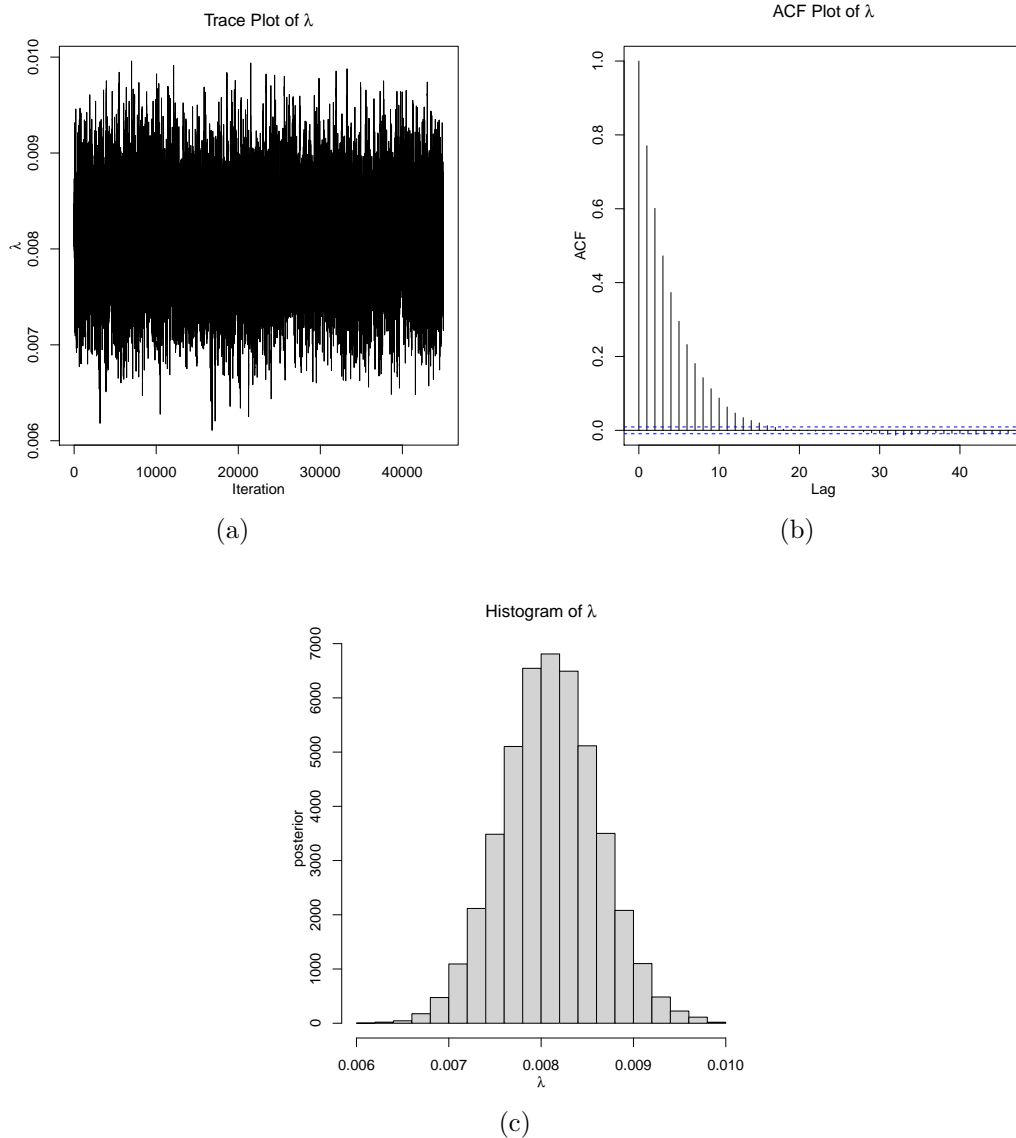 Trace Plot of λ
0.010
0.009
0.008
0.007
0.006
λ
0 10000 20000 30000 40000
Iteration
(a)
ACF Plot of λ
1.0
0.8
0.6
0.4
0.2
0.0
ACF
0 10 20 30 40
Lag
(b)
Histogram of λ
7000
6000
5000
4000
3000
2000
1000
0
posterior
0.006 0.007 0.008 0.009 0.010
λ
(c)